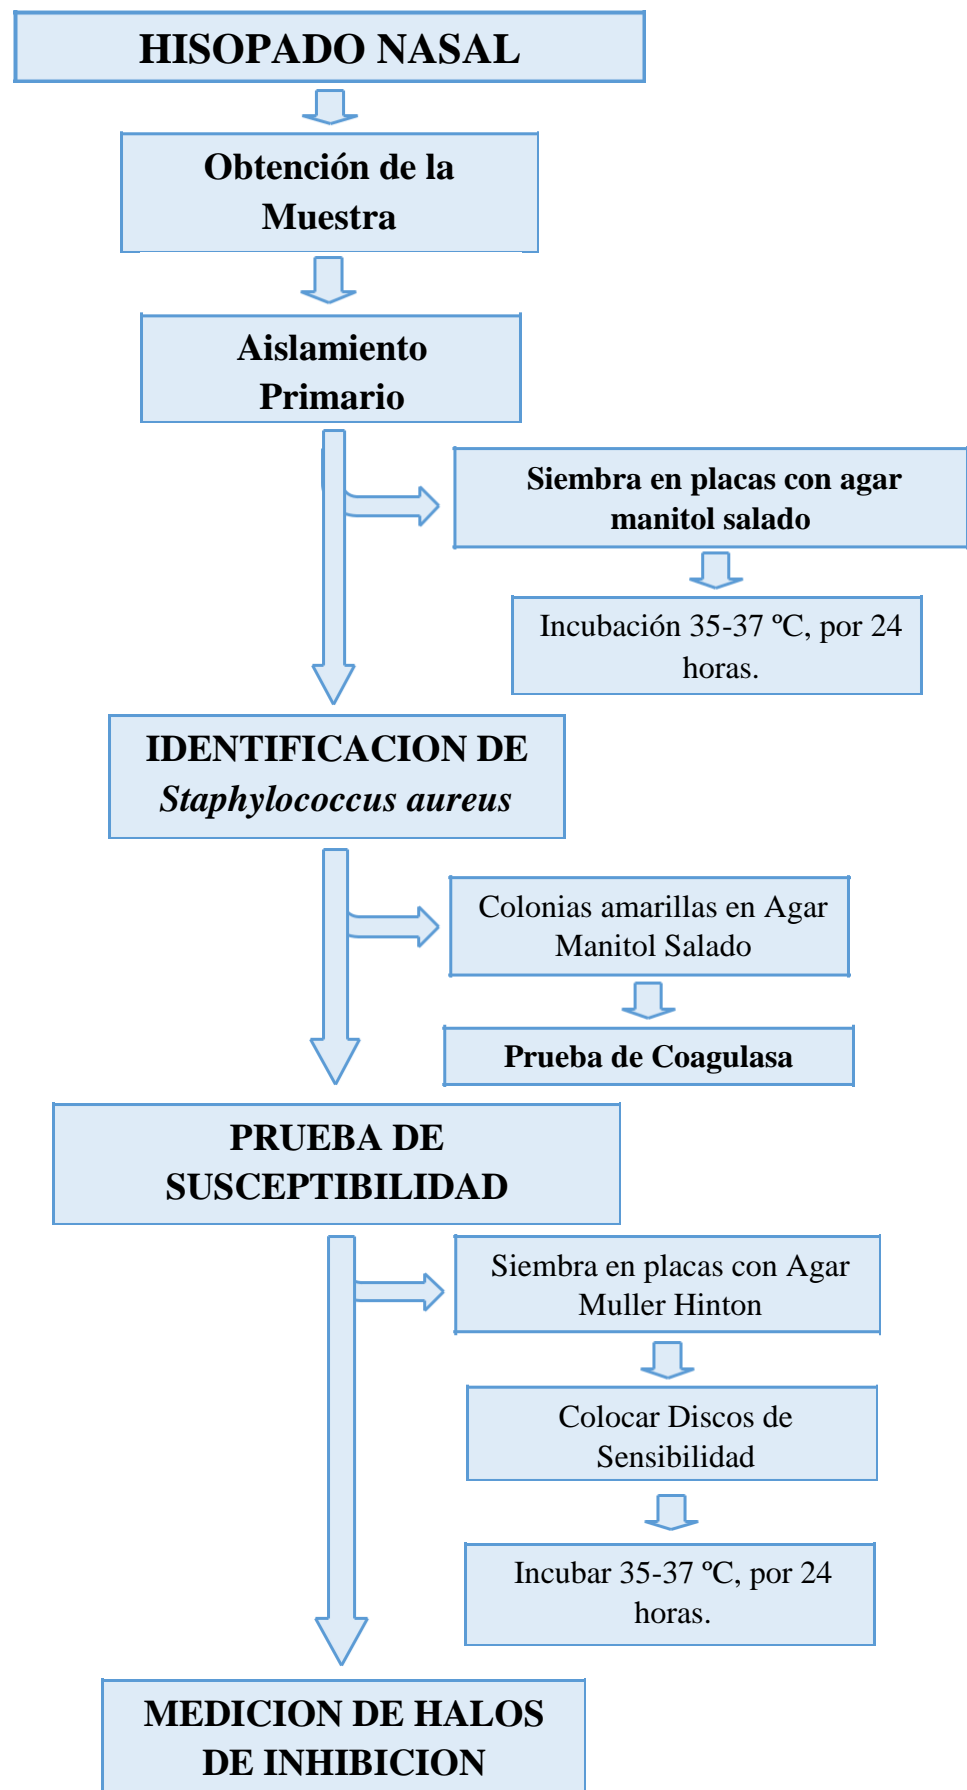 HISOPADO NASAL
Obtención de la
Muestra
Aislamiento
Primario
Siembra en placas con agar
manitol salado
Incubación 35-37 ºC, por 24
horas.
IDENTIFICACION DE
Staphylococcus aureus
Colonias amarillas en Agar
Manitol Salado
Prueba de Coagulasa
PRUEBA DE
SUSCEPTIBILIDAD
Siembra en placas con Agar
Muller Hinton
Colocar Discos de
Sensibilidad
Incubar 35-37 ºC, por 24
horas.
MEDICION DE HALOS
DE INHIBICION